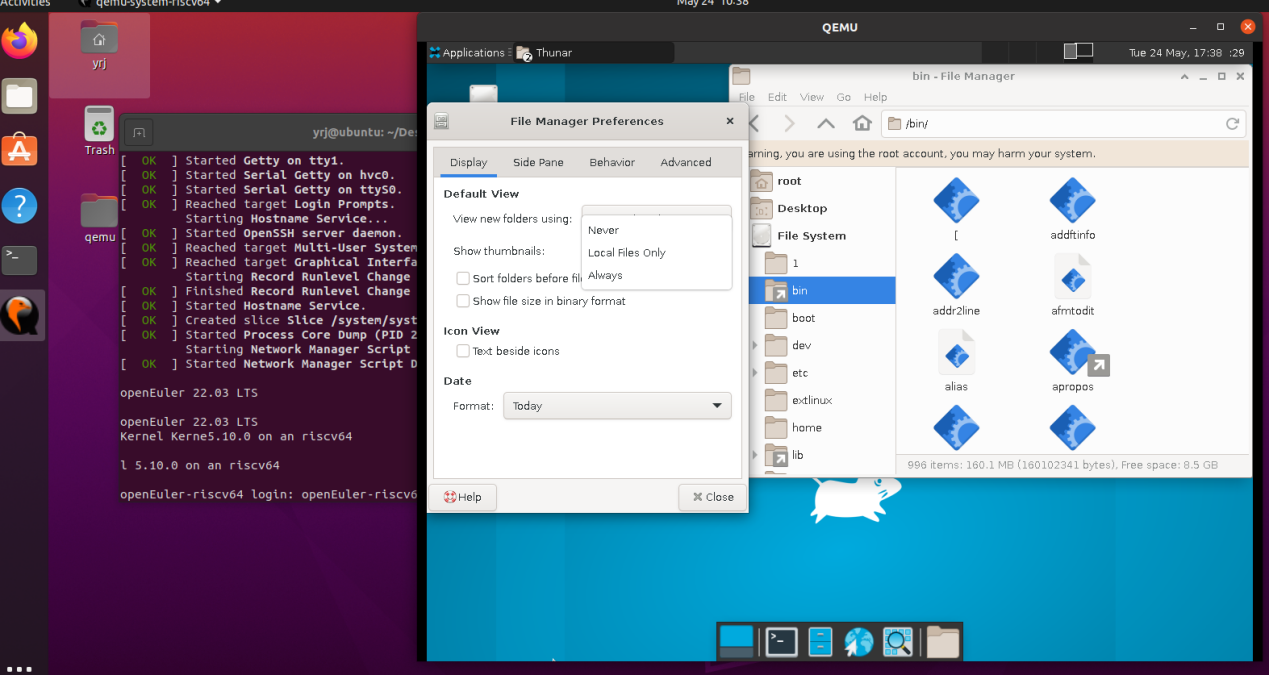 Activities
qemu-system-riscv64
May 24 10:38
yrj
Trash
qemu
yrj@ubuntu: ~/De
[ OK ] Started Getty on tty1.
[ OK ] Started Serial Getty on hvc0.
[ OK ] Started Serial Getty on ttyS0.
[ OK ] Reached target Login Prompts.
Starting Hostname Service...
[ OK ] Started OpenSSH server daemon.
[ OK ] Reached target Multi-User System
[ OK ] Reached target Graphical Interfa
Starting Record Runlevel Change
[ OK ] Finished Record Runlevel Change
[ OK ] Started Hostname Service.
[ OK ] Created slice Slice /system/syst
[ OK ] Started Process Core Dump (PID 2
Starting Network Manager Script
[ OK ] Started Network Manager Script D
openEuler 22.03 LTS
openEuler 22.03 LTS
Kernel Kerne5.10.0 on an riscv64
l 5.10.0 on an riscv64
openEuler-riscv64 login: openEuler-riscv6
QEMU
Applications
2
Thunar
Tue 24 May, 17:38 :29
bin - File Manager
File Edit View Go Help
/bin/
arning, you are using the root account, you may harm your system.
root
Desktop
File System
1
bin
boot
dev
etc
extlinux
home
lib
[
addftinfo
addr2line
afmtodit
alias
apropos
996 items: 160.1 MB (160102341 bytes), Free space: 8.5 GB
File Manager Preferences
Display Side Pane Behavior Advanced
Default View
View new folders using:
Show thumbnails:
Never
Local Files Only
Always
Sort folders before file
Show file size in binary format
Icon View
Text beside icons
Date
Format: Today
Help
Close